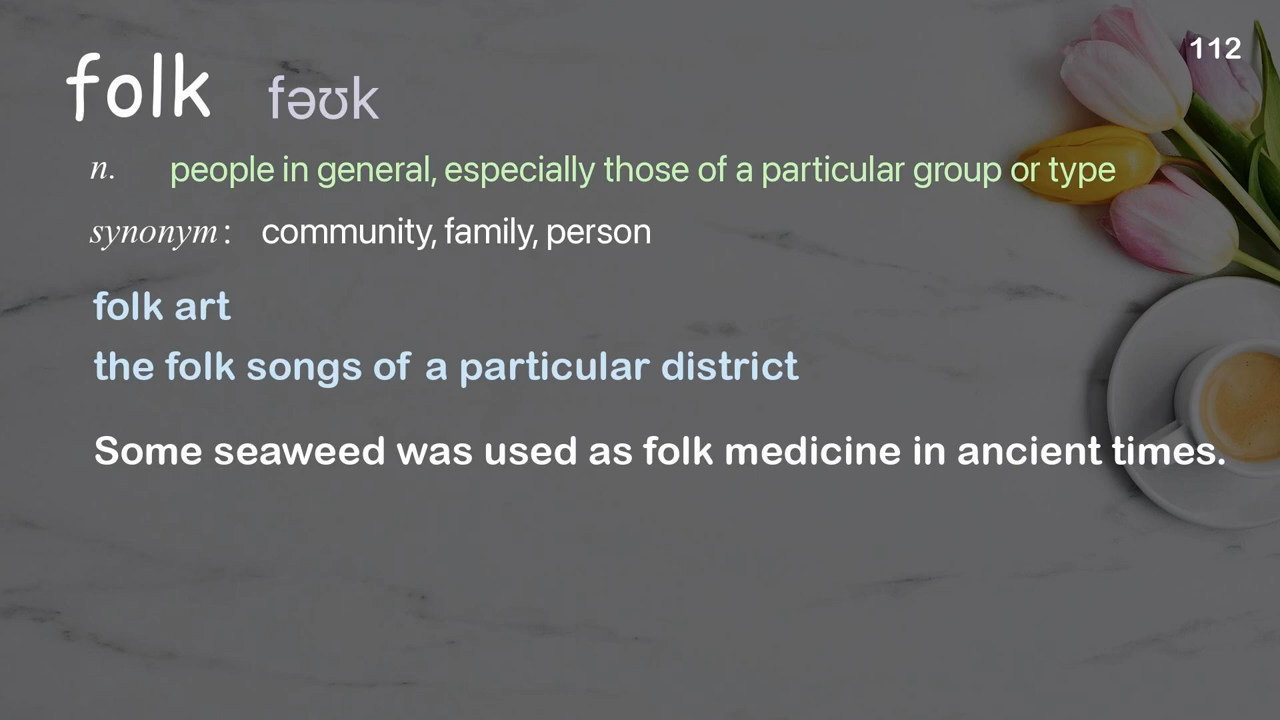 112
folk fəʊk
n. people in general, especially those of a particular group or type
synonym: community, family, person
folk art
the folk songs of a particular district
Some seaweed was used as folk medicine in ancient times.